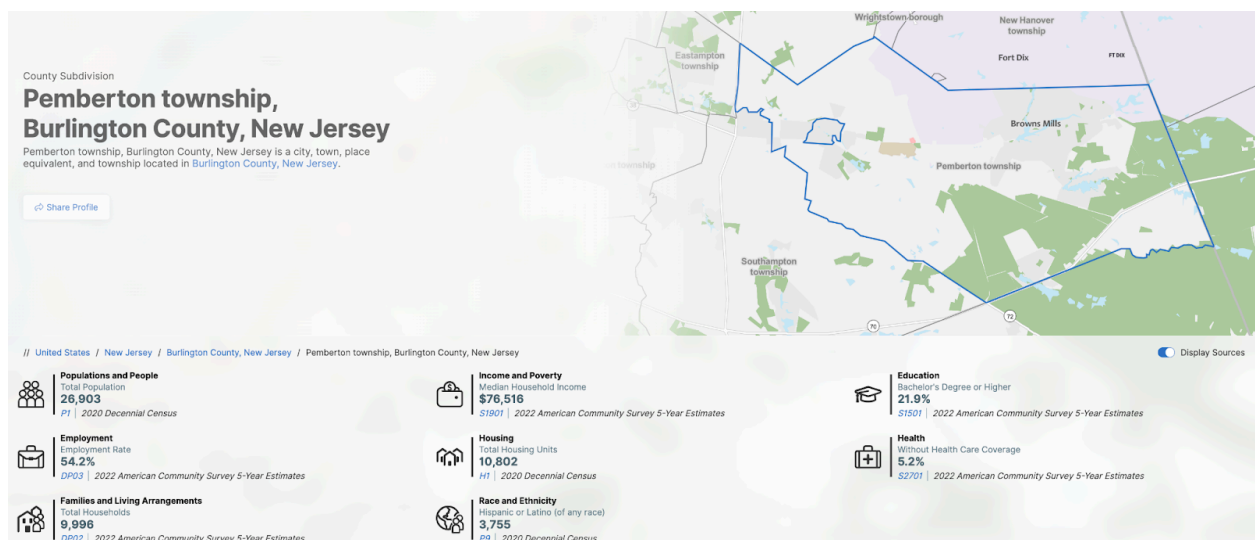 Wrightstown borough
New Hanover
township
Eastampton
township
Fort Dix
FT DIX
Browns Mills
Pemberton township
township
Southampton
township
70
72
County Subdivision
Pemberton township,
Burlington County, New Jersey
Pemberton township, Burlington County, New Jersey is a city, town, place
equivalent, and township located in Burlington County, New Jersey.
Share Profile
// United States / New Jersey / Burlington County, New Jersey / Pemberton township, Burlington County, New Jersey
Display Sources
Populations and People
Total Population
26,903
P1 | 2020 Decennial Census
Income and Poverty
Median Household Income
$76,516
S1901 | 2022 American Community Survey 5-Year Estimates
Education
Bachelor's Degree or Higher
21.9%
S1501 | 2022 American Community Survey 5-Year Estimates
Employment
Employment Rate
54.2%
DP03 | 2022 American Community Survey 5-Year Estimates
Housing
Total Housing Units
10,802
H1 | 2020 Decennial Census
Health
Without Health Care Coverage
5.2%
S2701 | 2022 American Community Survey 5-Year Estimates
Families and Living Arrangements
Total Households
9,996
DP02 | 2022 American Community Survey 5-Year Estimates
Race and Ethnicity
Hispanic or Latino (of any race)
3,755
P9 | 2020 Decennial Census